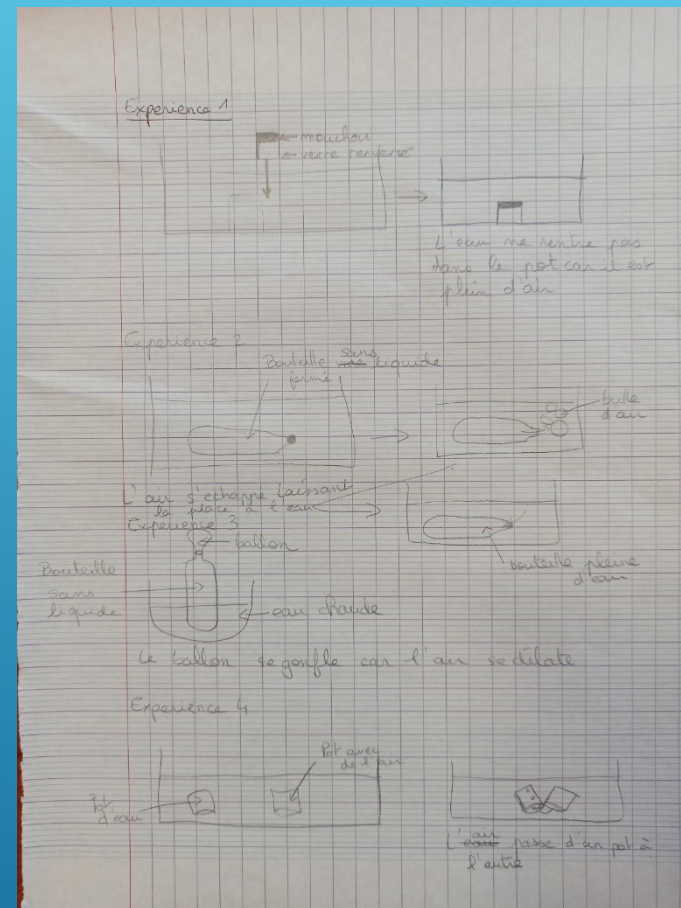 Experience 1
mouchoir
verre renversé
L'eau ne rentre pas
dans le pot car il est
plein d'air
Experience 2
Bouteille sans liquide
fermé
bulle
d'air
L'air s'echappe laissant
la place à l'eau
bouteille pleine
d'eau
Experience 3
ballon
Bouteille
sans
liquide
eau chaude
Le ballon se gonfle car l'air se dilate
Experience 4
Pot avec
de l'air
Pot
d'eau
L'air passe d'un pot à
l'autre